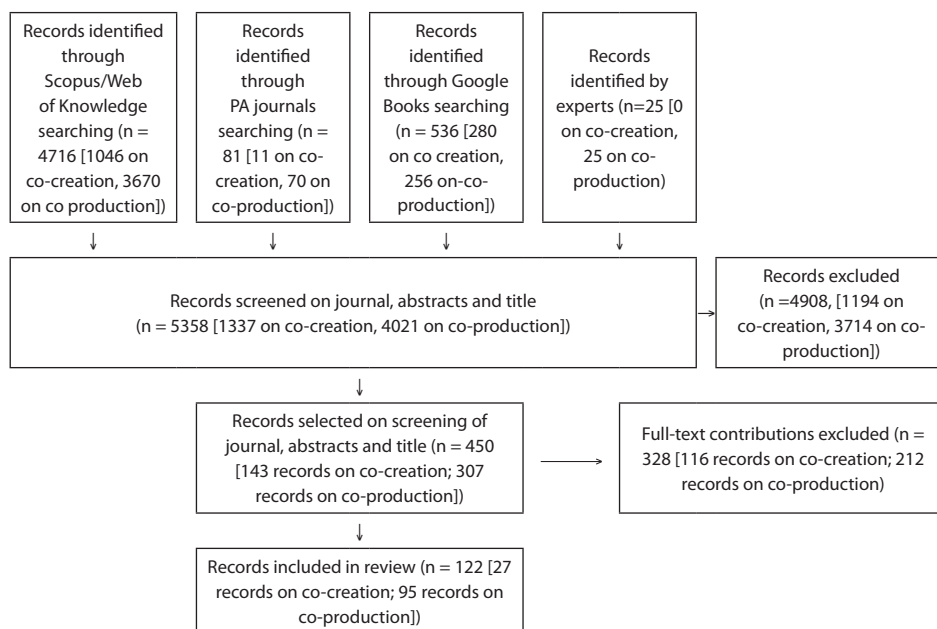 Records identified
through
Scopus/Web
of Knowledge
searching (n =
4716 [1046 on
co-creation, 3670
on co production])
Records
identified
through
PA journals
searching (n =
81 [11 on co-
creation, 70 on
co-production])
Records
identified
through Google
Books searching
(n = 536 [280
on co creation,
256 on-co-
production])
Records
identified by
experts (n=25 [0
on co-creation,
25 on co-
production)
Records screened on journal, abstracts and title
(n = 5358 [1337 on co-creation, 4021 on co-production])
Records excluded
(n =4908, [1194 on
co-creation, 3714 on co-
production])
Records selected on screening of
journal, abstracts and title (n = 450
[143 records on co-creation; 307
records on co-production])
Full-text contributions excluded (n =
328 [116 records on co-creation; 212
records on co-production)
Records included in review (n = 122 [27
records on co-creation; 95 records on
co-production])